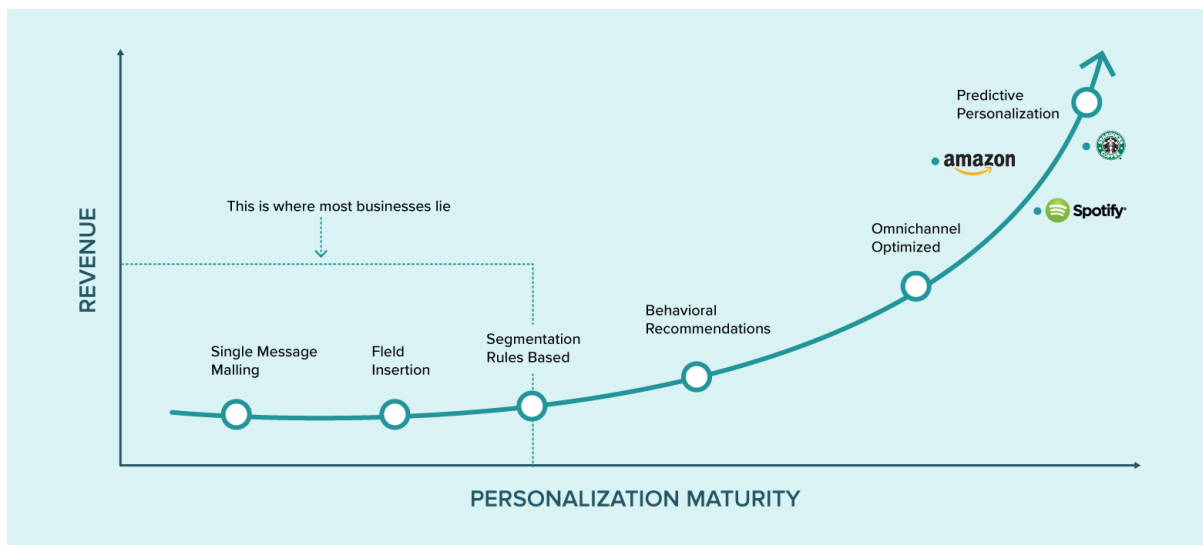 Predictive
Personalization
amazon
Spotify
This is where most businesses lie
Omnichannel
Optimized
REVENUE
Behavioral
Recommendations
Segmentation
Rules Based
Single Message
Malling
FIeld
Insertion
PERSONALIZATION MATURITY